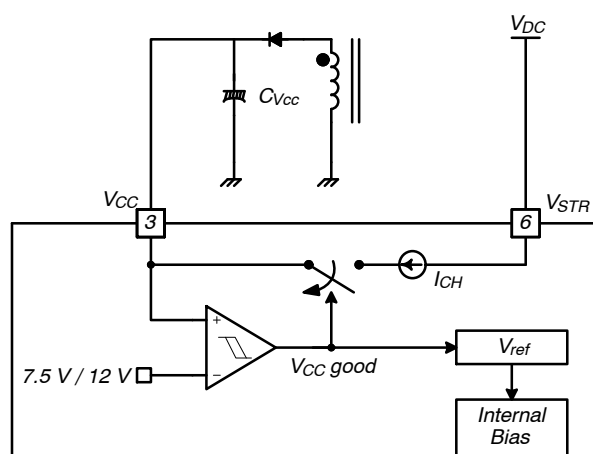 V_DC
C_Vcc
V_CC
3
6
V_STR
I_CH
+
7.5 V / 12 V
−
V_CC good
V_ref
Internal
Bias